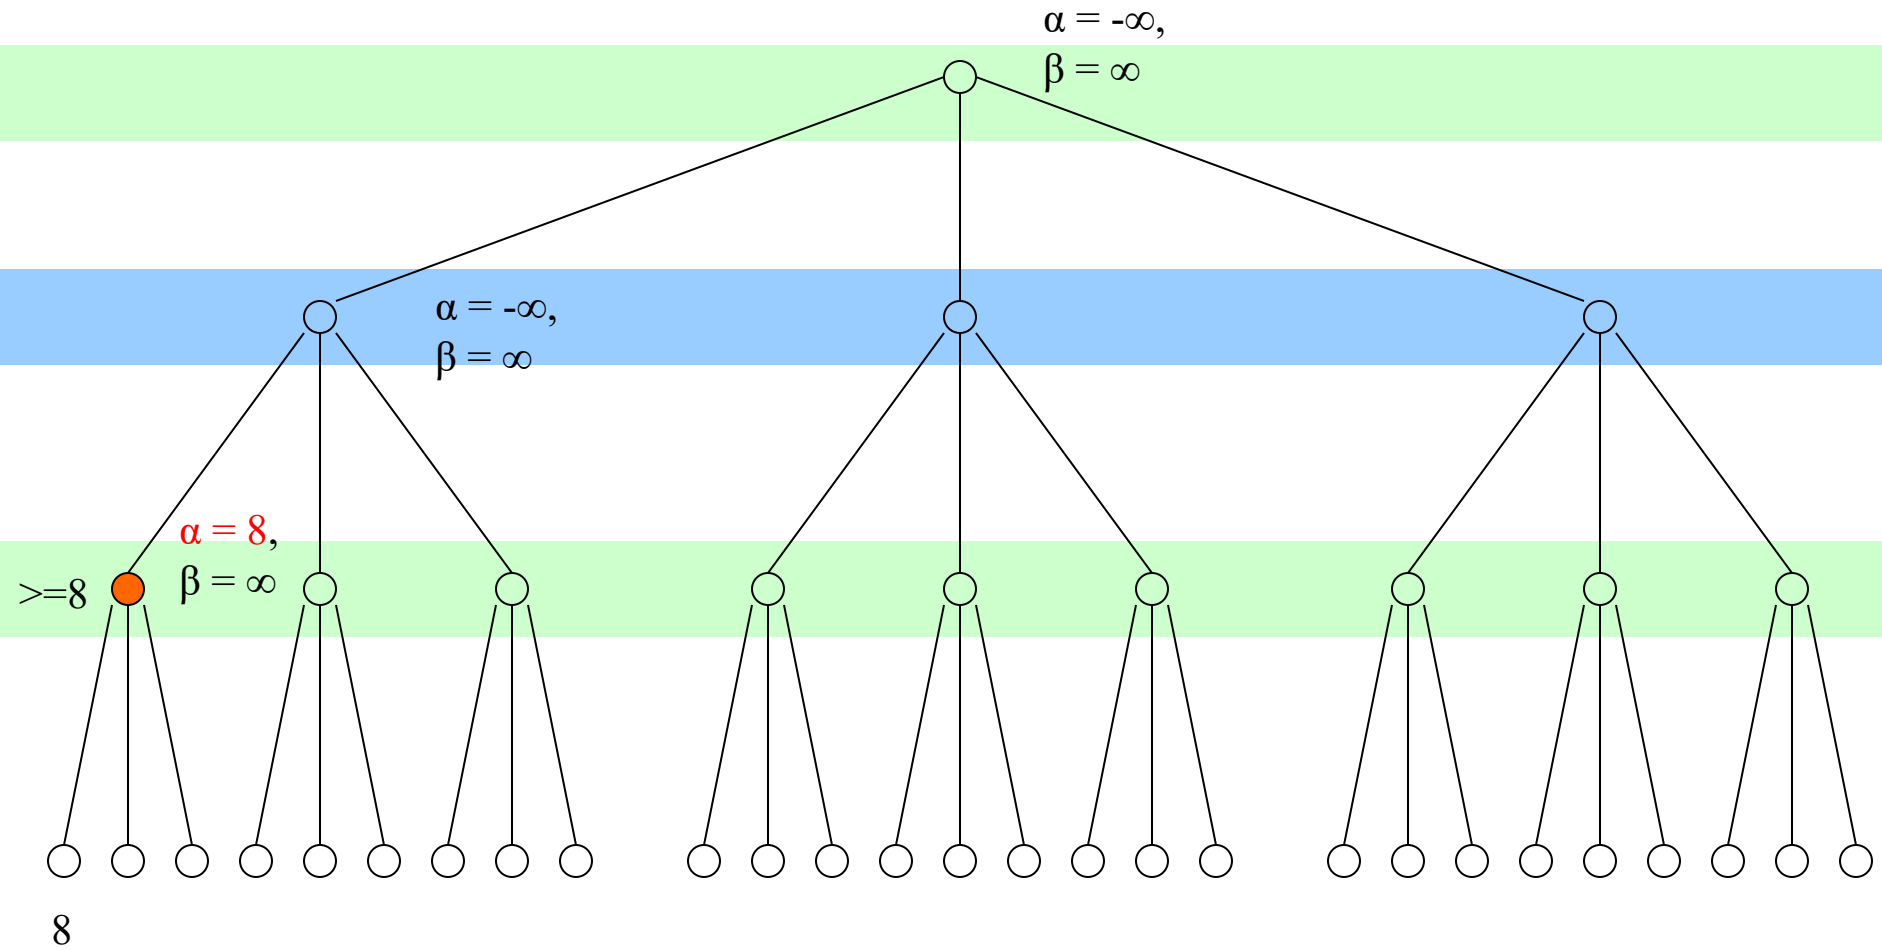 α = -∞,
β = ∞
α = -∞,
β = ∞
α = 8,
β = ∞
>=8
8